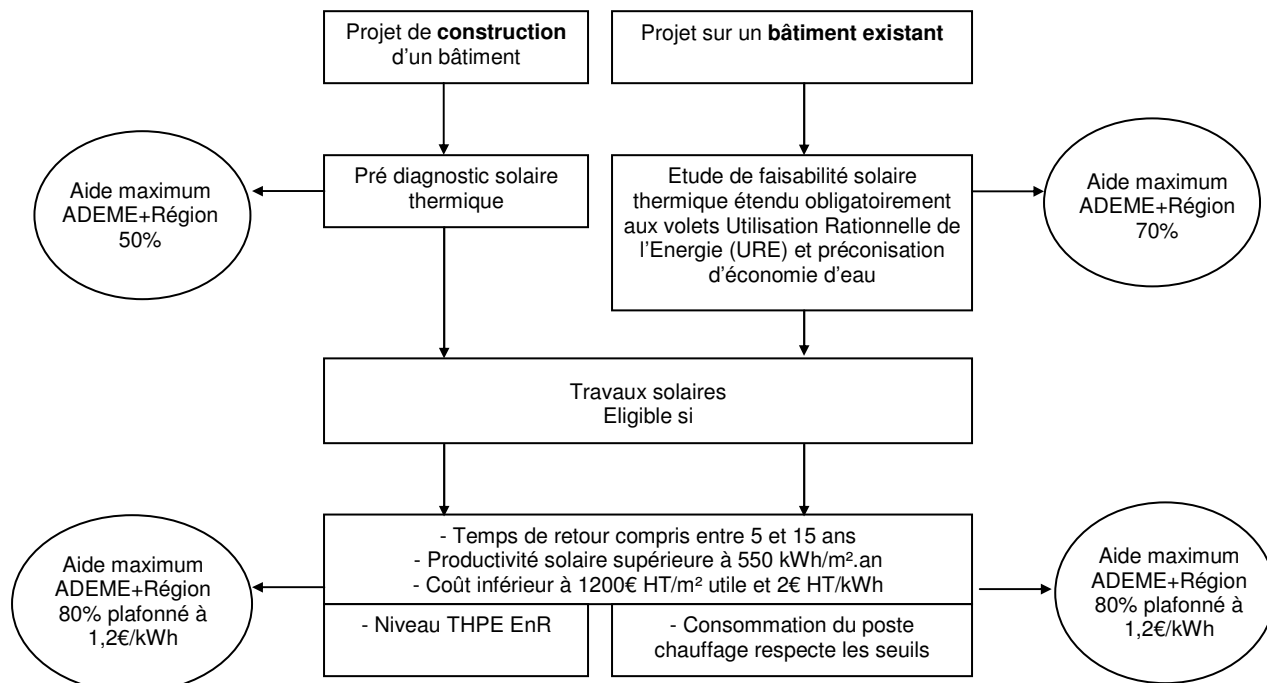 Projet de construction
d'un bâtiment
Projet sur un bâtiment existant
Aide maximum
ADEME+Région
50%
Pré diagnostic solaire
thermique
Etude de faisabilité solaire
thermique étendu obligatoirement
aux volets Utilisation Rationnelle de
l'Energie (URE) et préconisation
d'économie d'eau
Aide maximum
ADEME+Région
70%
Travaux solaires
Eligible si
Aide maximum
ADEME+Région
80% plafonné à
1,2€/kWh
- Temps de retour compris entre 5 et 15 ans
- Productivité solaire supérieure à 550 kWh/m².an
- Coût inférieur à 1200€ HT/m² utile et 2€ HT/kWh
- Niveau THPE EnR
- Consommation du poste
chauffage respecte les seuils
Aide maximum
ADEME+Région
80% plafonné à
1,2€/kWh